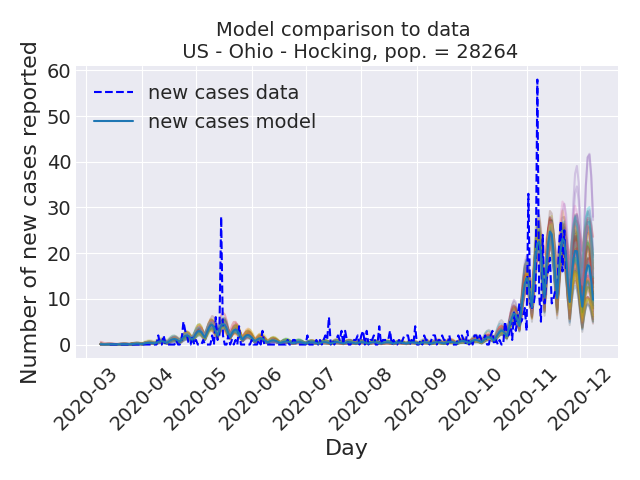 Model comparison to data
US - Ohio - Hocking, pop. = 28264
Number of new cases reported
60
50
40
30
20
10
0
new cases data
new cases model
2020-03
2020-04
2020-05
2020-06
2020-07
2020-08
2020-09
2020-10
2020-11
2020-12
Day